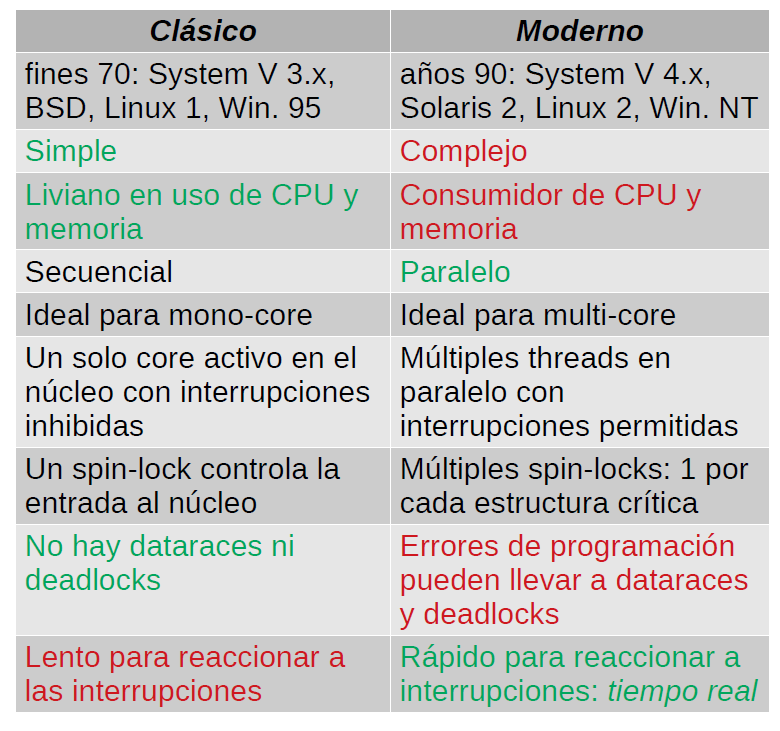 Clásico
Moderno
fines 70: System V 3.x,
BSD, Linux 1, Win. 95
años 90: System V 4.x,
Solaris 2, Linux 2, Win. NT
Simple
Complejo
Liviano en uso de CPU y
memoria
Consumidor de CPU y
memoria
Secuencial
Paralelo
Ideal para mono-core
Ideal para multi-core
Un solo core activo en el
núcleo con interrupciones
inhibidas
Múltiples threads en
paralelo con
interrupciones permitidas
Un spin-lock controla la
entrada al núcleo
Múltiples spin-locks: 1 por
cada estructura crítica
No hay dataraces ni
deadlocks
Errores de programación
pueden llevar a dataraces
y deadlocks
Lento para reaccionar a
las interrupciones
Rápido para reaccionar a
interrupciones: tiempo real